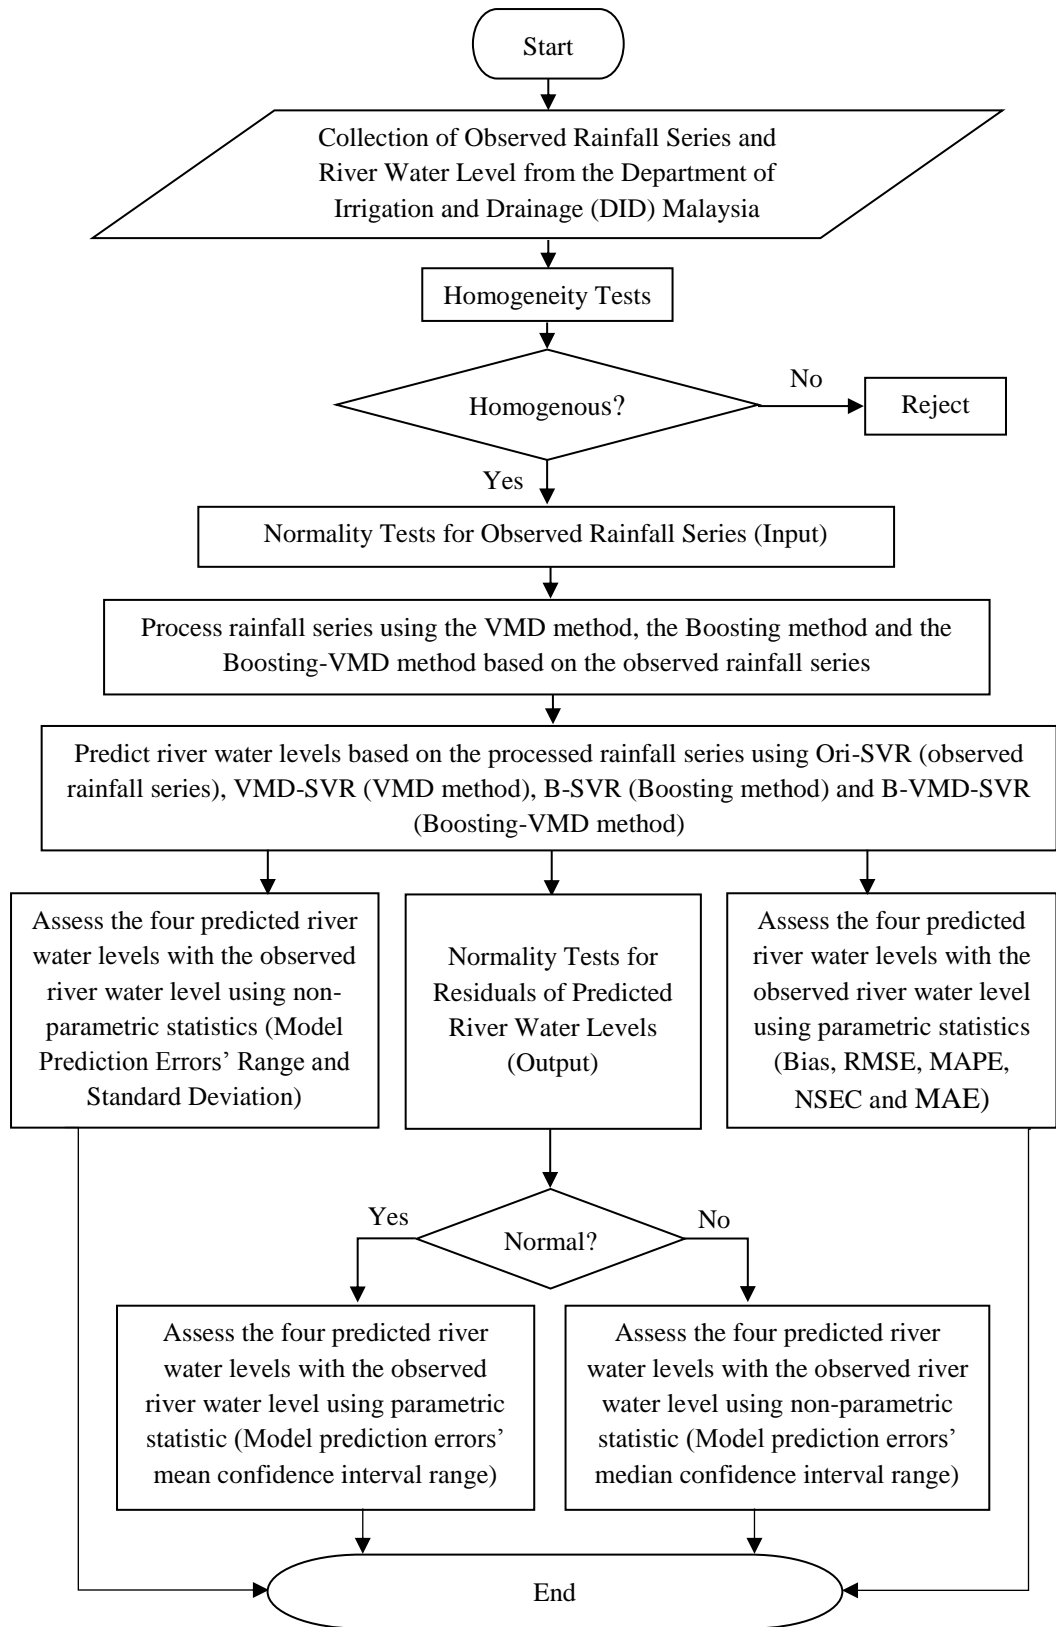 Start
Collection of Observed Rainfall Series and
River Water Level from the Department of
Irrigation and Drainage (DID) Malaysia
Homogeneity Tests
Homogenous?
No
Reject
Yes
Normality Tests for Observed Rainfall Series (Input)
Process rainfall series using the VMD method, the Boosting method and the
Boosting-VMD method based on the observed rainfall series
Predict river water levels based on the processed rainfall series using Ori-SVR (observed
rainfall series), VMD-SVR (VMD method), B-SVR (Boosting method) and B-VMD-SVR
(Boosting-VMD method)
Assess the four predicted river
water levels with the observed
river water level using non-
parametric statistics (Model
Prediction Errors’ Range and
Standard Deviation)
Normality Tests for
Residuals of Predicted
River Water Levels
(Output)
Assess the four predicted
river water levels with the
observed river water level
using parametric statistics
(Bias, RMSE, MAPE,
NSEC and MAE)
Yes
Normal?
No
Assess the four predicted river
water levels with the observed
river water level using parametric
statistic (Model prediction errors’
mean confidence interval range)
Assess the four predicted river
water levels with the observed river
water level using non-parametric
statistic (Model prediction errors’
median confidence interval range)
End